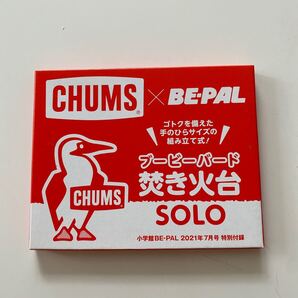 CHUMS × BE-PAL
ゴトクを備えた
手のひらサイズの
組み立て式!
ブービーバード
焚き火台
SOLO
CHUMS
小学館BE-PAL 2021年7月号 特別付録